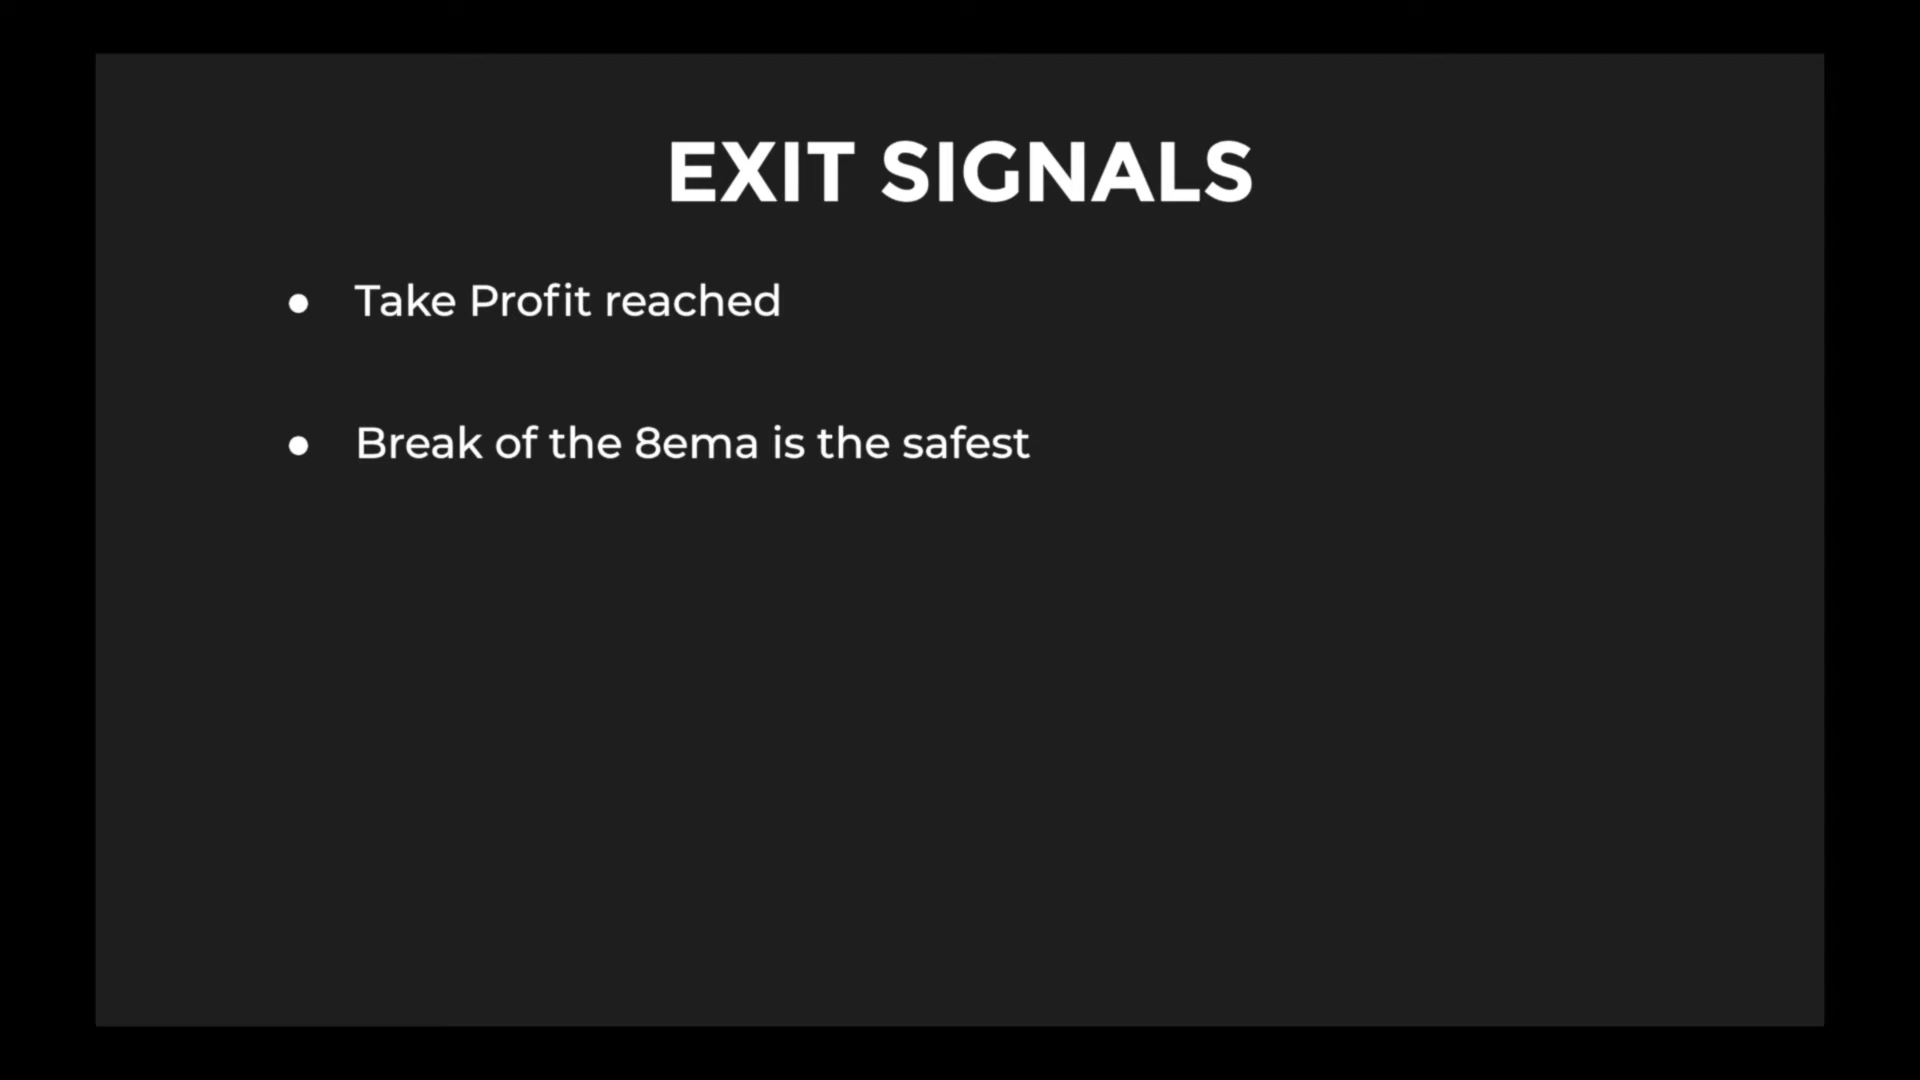 EXIT SIGNALS
● Take Profit reached
● Break of the 8ema is the safest